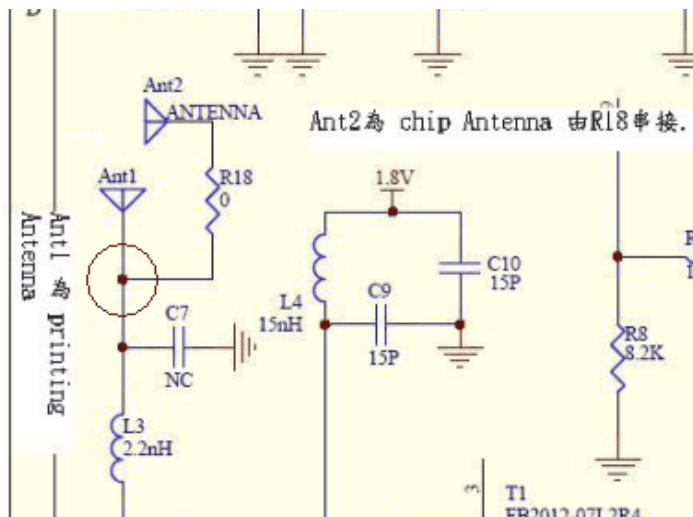 D
Ant2
ANTENNA
Ant2為 chip Antenna 由R18串接.
Ant1
R18
0
1.8V
Ant1 為 printing
Antenna
C10
15P
L4
15nH
C9
15P
C7
NC
R8
8.2K
L3
2.2nH
3
T1